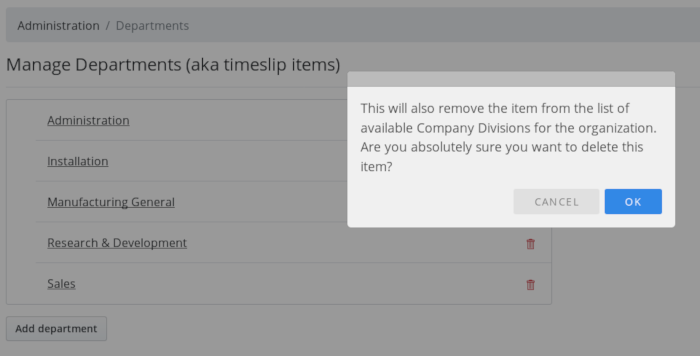 Administration / Departments
Manage Departments (aka timeslip items)
Administration
Installation
Manufacturing General
Research & Development
Sales
Add department
This will also remove the item from the list of
available Company Divisions for the organization.
Are you absolutely sure you want to delete this
item?
CANCEL OK